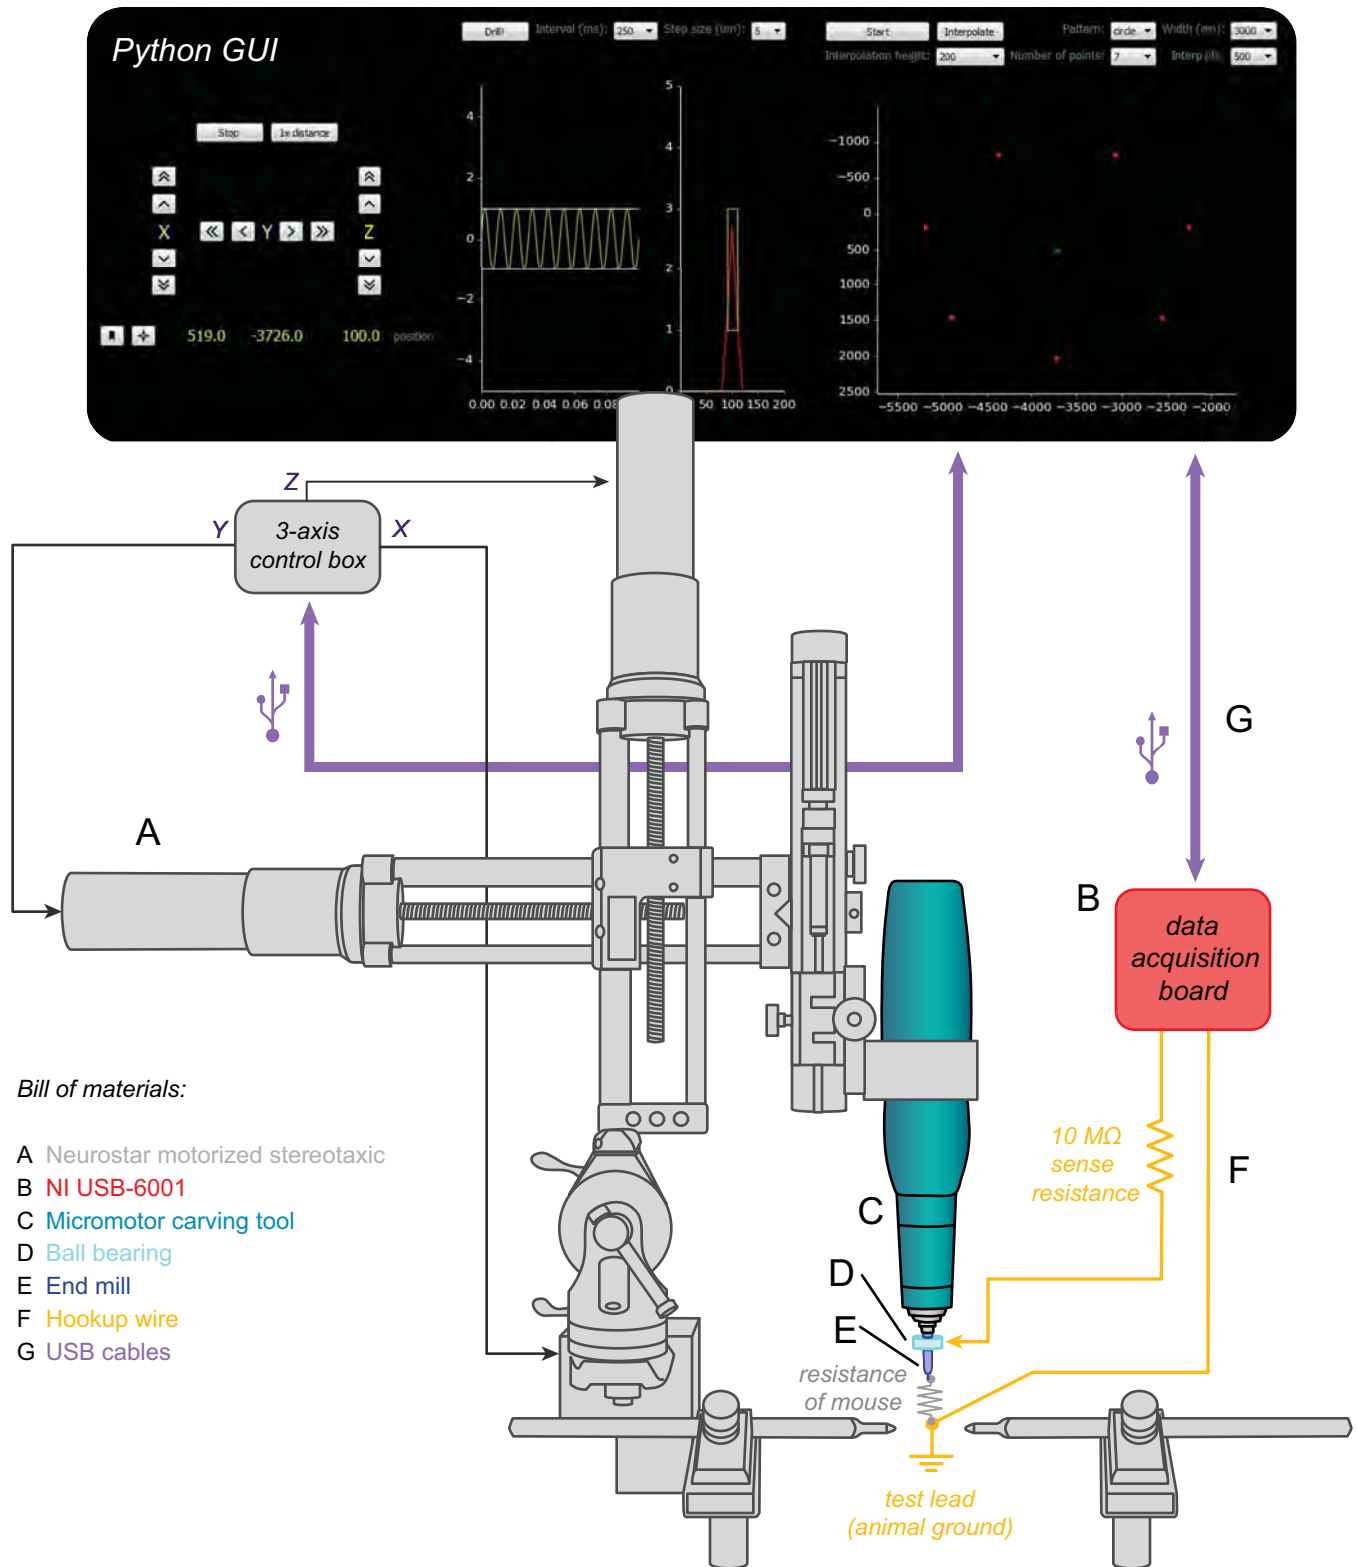 Python GUI
Drill Interval (ms): 250 Step size (um): 5
Start Interpolate Pattern: circle Width (um): 3000
Interpolation height: 200 Number of points: 7 500
Stop 1x distance
X Y Z
519.0 -3726.0 100.0 position
4
2
0
−2
−4
0.00 0.02 0.04 0.06
5
4
3
2
1
0
50 100 150 200
−1000
−500
0
500
1000
1500
2000
2500
−5500 −5000 −4500 −4000 −3500 −3000 −2500 −2000
Z
Y
X
3-axis
control box
G
A
B
data
acquisition
board
10 MΩ
sense
resistance
F
C
D
E
resistance
of mouse
test lead
(animal ground)
Bill of materials:
A Neurostar motorized stereotaxic
B NI USB-6001
C Micromotor carving tool
D Ball bearing
E End mill
F Hookup wire
G USB cables